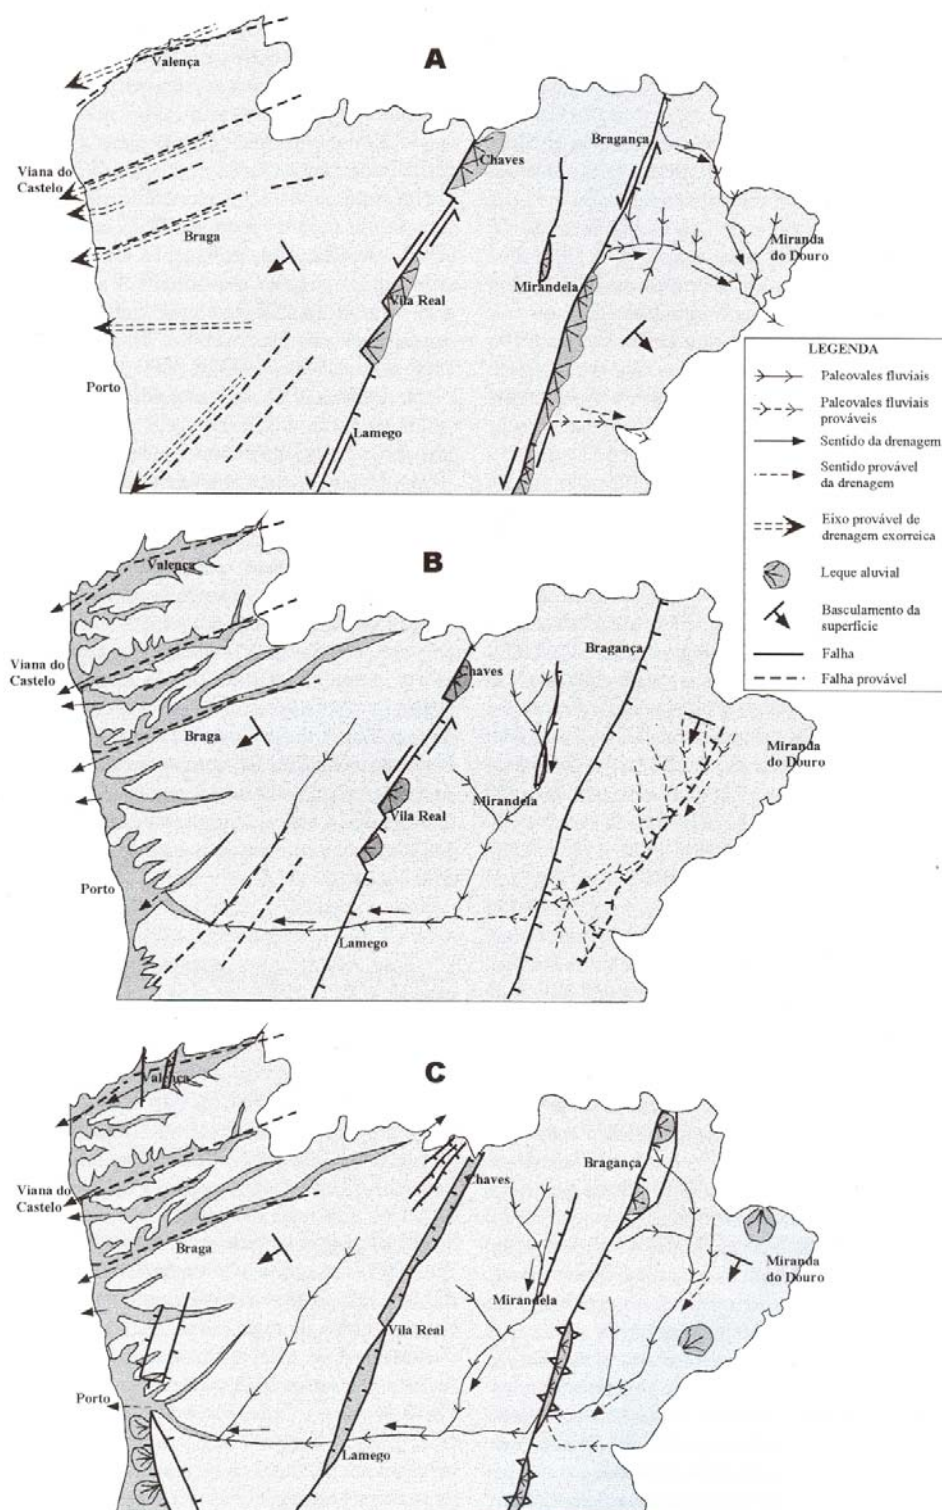 A
Valença
Bragança
Chaves
Viana do
Castelo
Braga
Miranda
do Douro
Mirandela
Vila Real
Porto
Lamego
LEGENDA
Paleovales fluviais
Paleovales fluviais
prováveis
Sentido da drenagem
Sentido provável
da drenagem
Eixo provável de
drenagem exorreica
Leque aluvial
Basculamento da
superfície
Falha
Falha provável
B
Valença
Bragança
Viana do
Castelo
Chaves
Braga
Miranda
do Douro
Mirandela
Vila Real
Porto
Lamego
C
Valença
Bragança
Chaves
Viana do
Castelo
Braga
Miranda
do Douro
Mirandela
Vila Real
Porto
Lamego